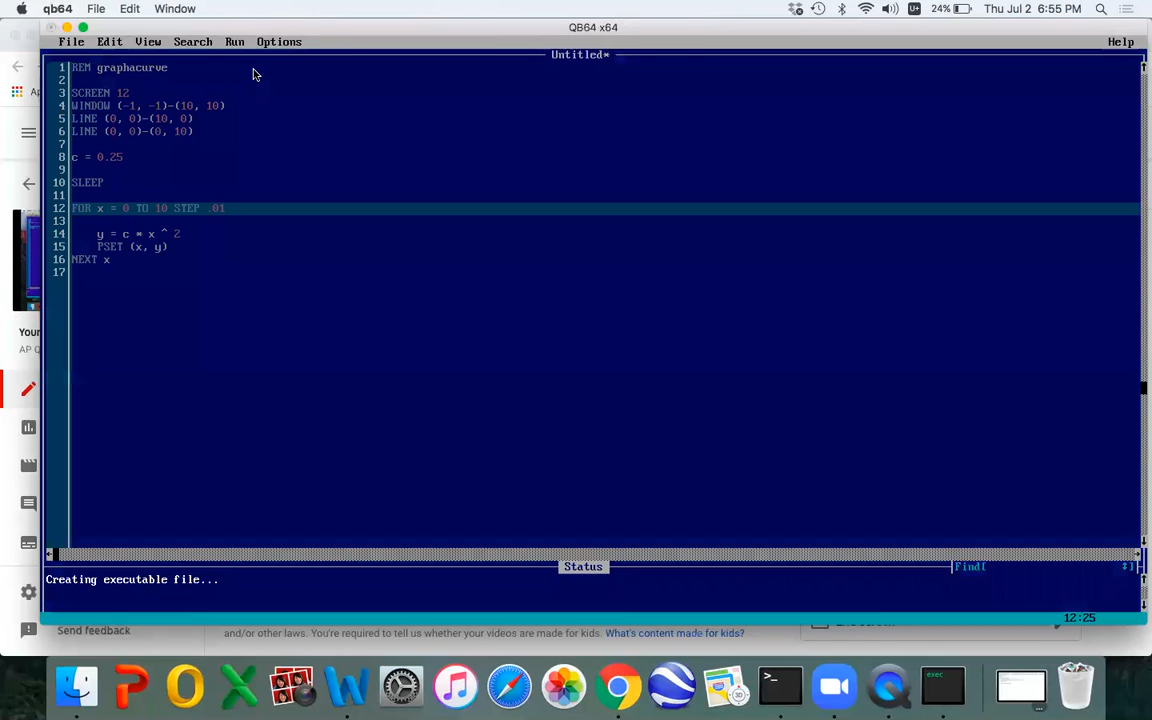 qb64 File Edit Window 24% Thu Jul 2 6:55 PM
QB64 x64
File Edit View Search Run Options Help
Untitled*
1 REM graphacurve
2
3 SCREEN 12
4 WINDOW (-1, -1)-(10, 10)
5 LINE (0, 0)-(10, 0)
6 LINE (0, 0)-(0, 10)
7
8 c = 0.25
9
10 SLEEP
11
12 FOR x = 0 TO 10 STEP .01
13
14 y = c * x ^ 2
15 PSET (x, y)
16 NEXT x
17
Ap
Your
AP Q
Status
Find[
Creating executable file...
12:25
Send feedback
and/or other laws. You're required to tell us whether your videos are made for kids. What's content made for kids?
exec